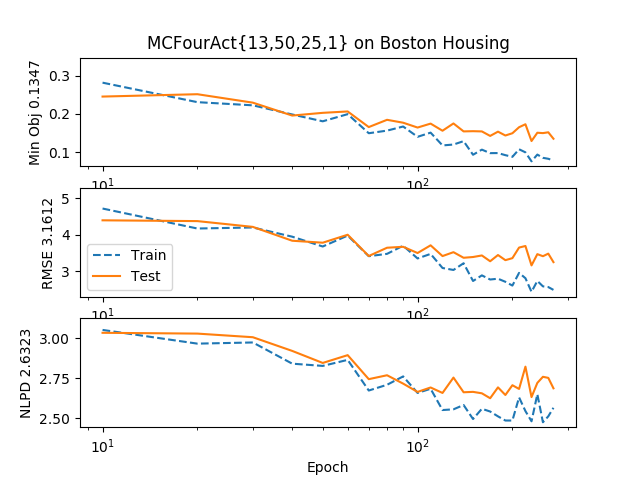 MCFourAct{13,50,25,1} on Boston Housing
Min Obj 0.1347
0.3
0.2
0.1
10¹
10²
RMSE 3.1612
5
4
3
Train
Test
10¹
10²
NLPD 2.6323
3.00
2.75
2.50
10¹
10²
Epoch